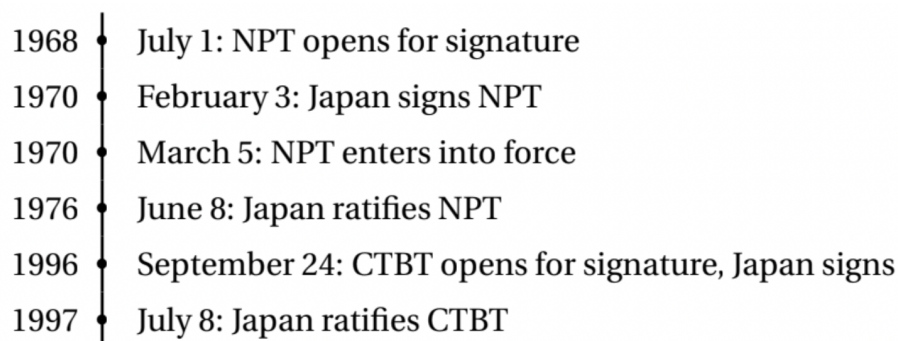 1968 July 1: NPT opens for signature
1970 February 3: Japan signs NPT
1970 March 5: NPT enters into force
1976 June 8: Japan ratifies NPT
1996 September 24: CTBT opens for signature, Japan signs
1997 July 8: Japan ratifies CTBT